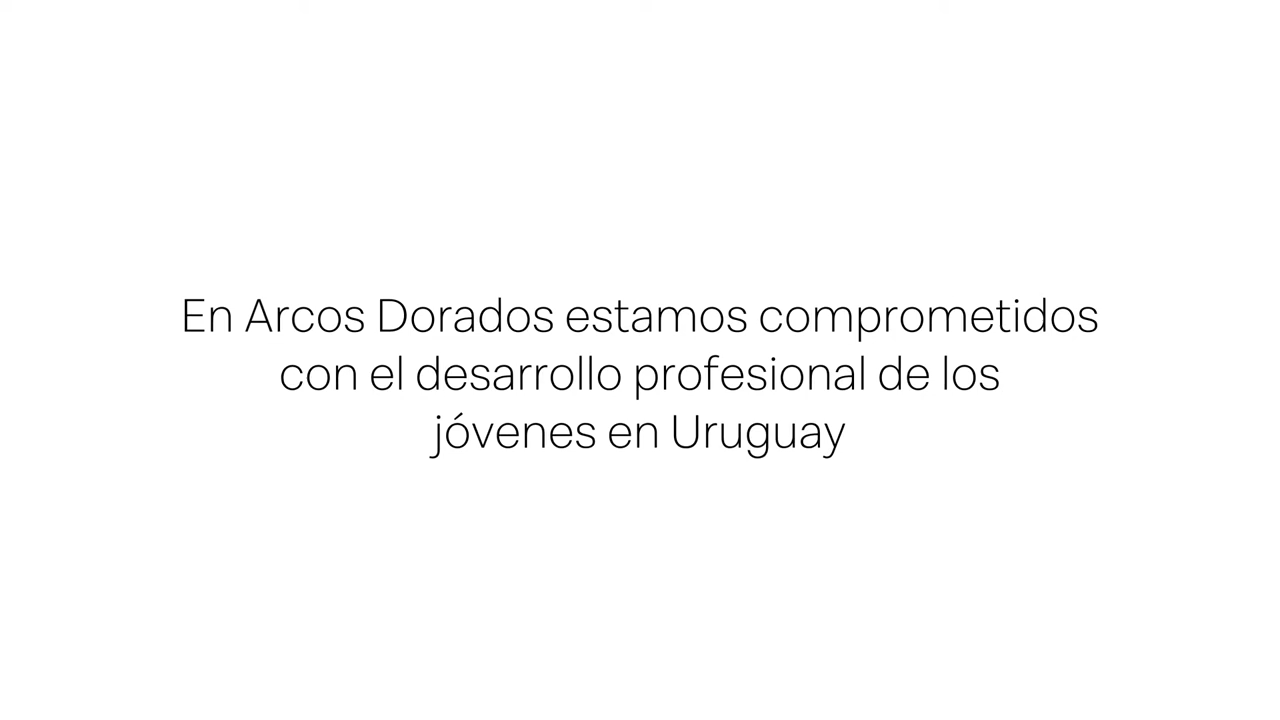 En Arcos Dorados estamos comprometidos
con el desarrollo profesional de los
jóvenes en Uruguay